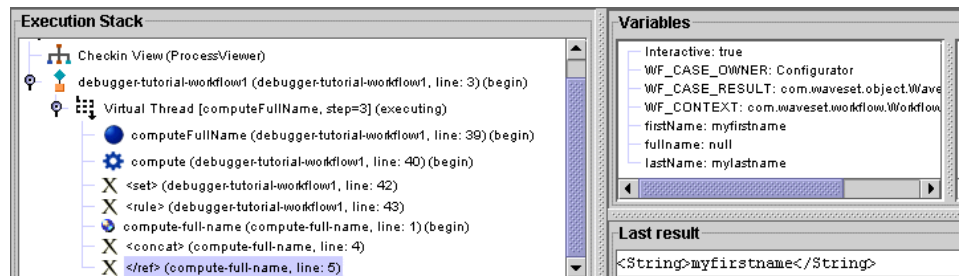 Execution Stack
Checkin View (ProcessViewer)
debugger-tutorial-workflow1 (debugger-tutorial-workflow1, line: 3) (begin)
Virtual Thread [computeFullName, step=3] (executing)
computeFullName (debugger-tutorial-workflow1, line: 39) (begin)
compute (debugger-tutorial-workflow1, line: 40) (begin)
X <set> (debugger-tutorial-workflow1, line: 42)
X <rule> (debugger-tutorial-workflow1, line: 43)
compute-full-name (compute-full-name, line: 1) (begin)
X <concat> (compute-full-name, line: 4)
X </ref> (compute-full-name, line: 5)
Variables
Interactive: true
WF_CASE_OWNER: Configurator
WF_CASE_RESULT: com.waveset.object.Wave
WF_CONTEXT: com.waveset.workflow.Workflow
firstName: myfirstname
fullname: null
lastName: mylastname
Last result
<String>myfirstname</String>